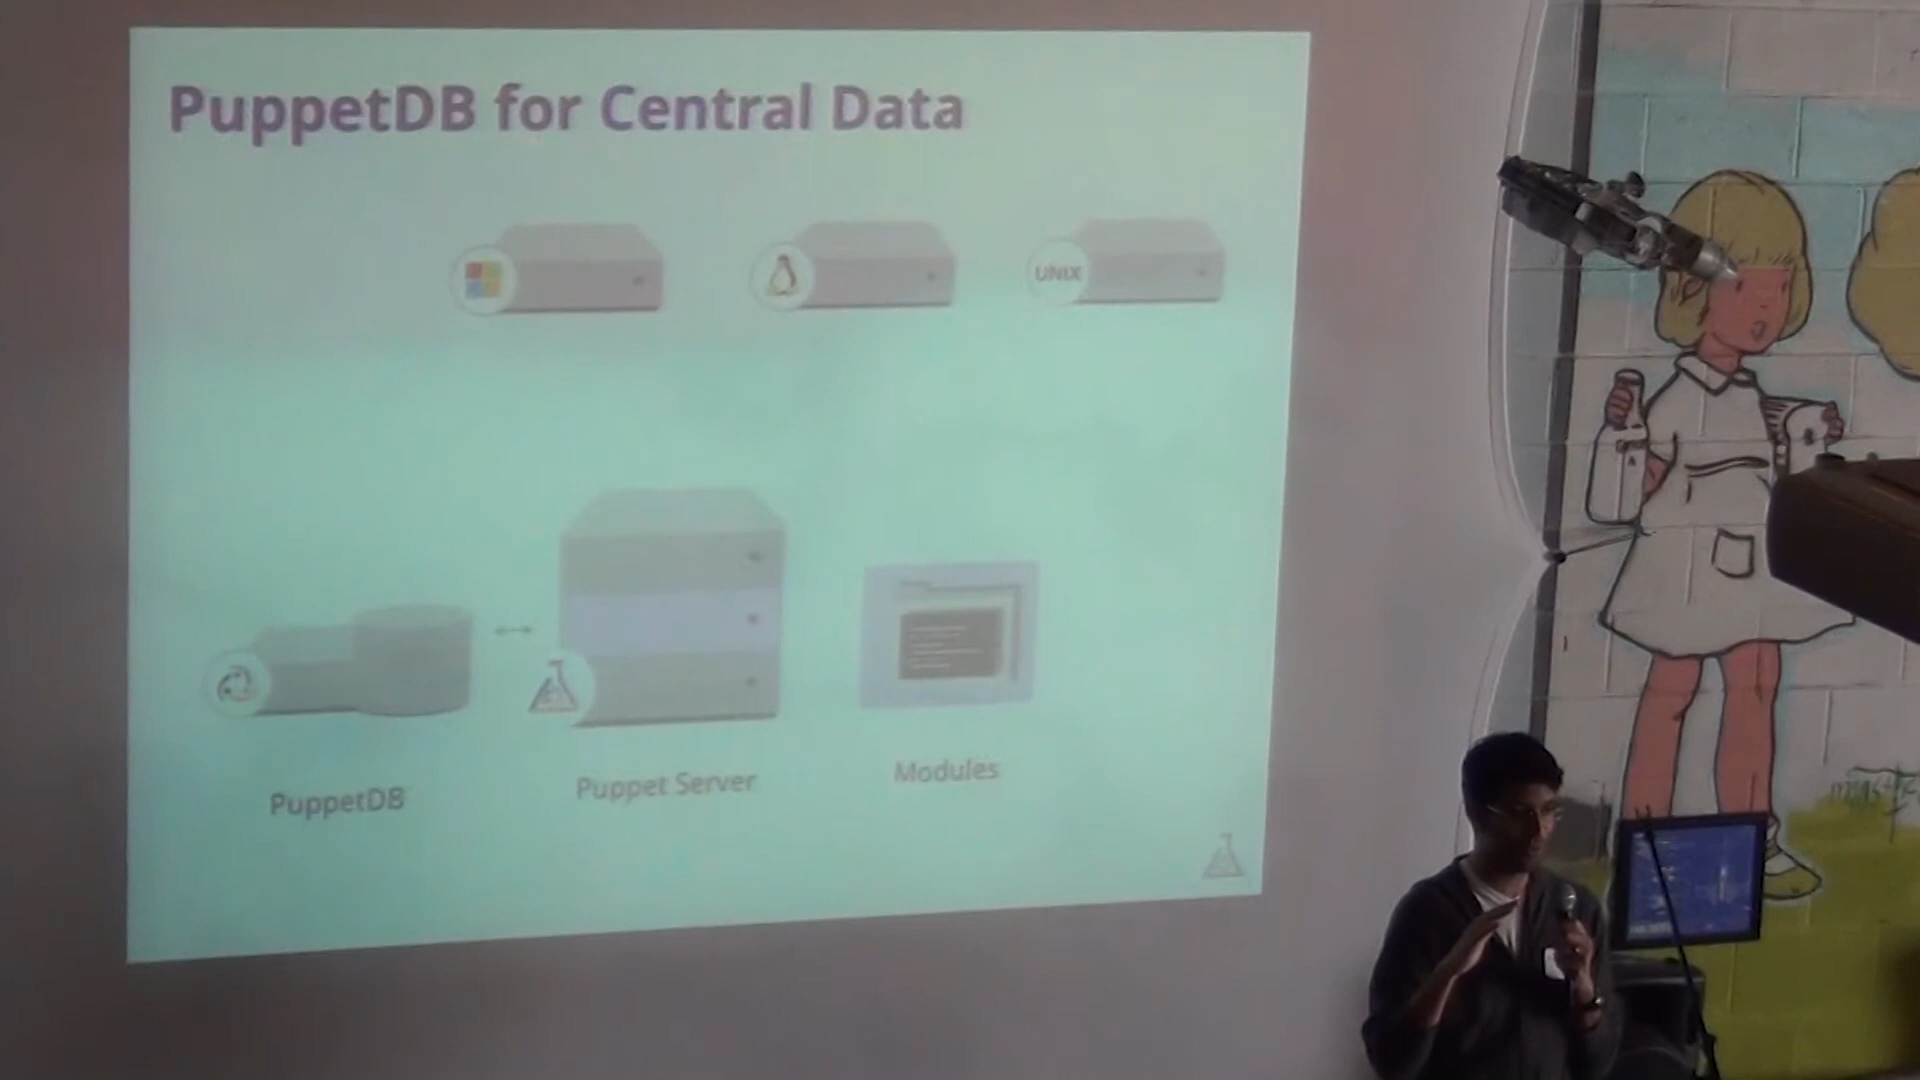 PuppetDB for Central Data
UNIX
PuppetDB
Puppet Server
Modules